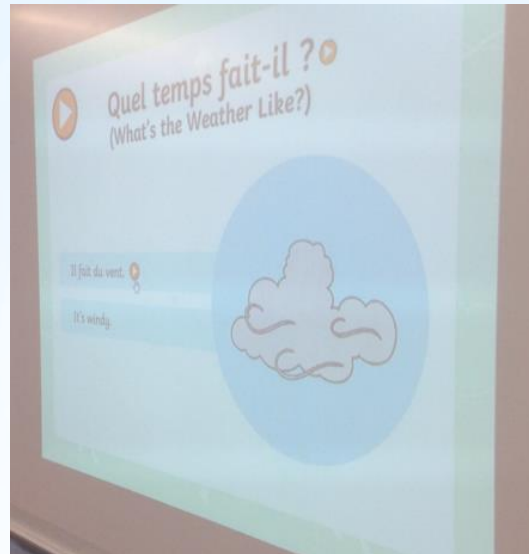 Quel temps fait-il ?
(What's the Weather Like?)
Il fait du vent.
It's windy.